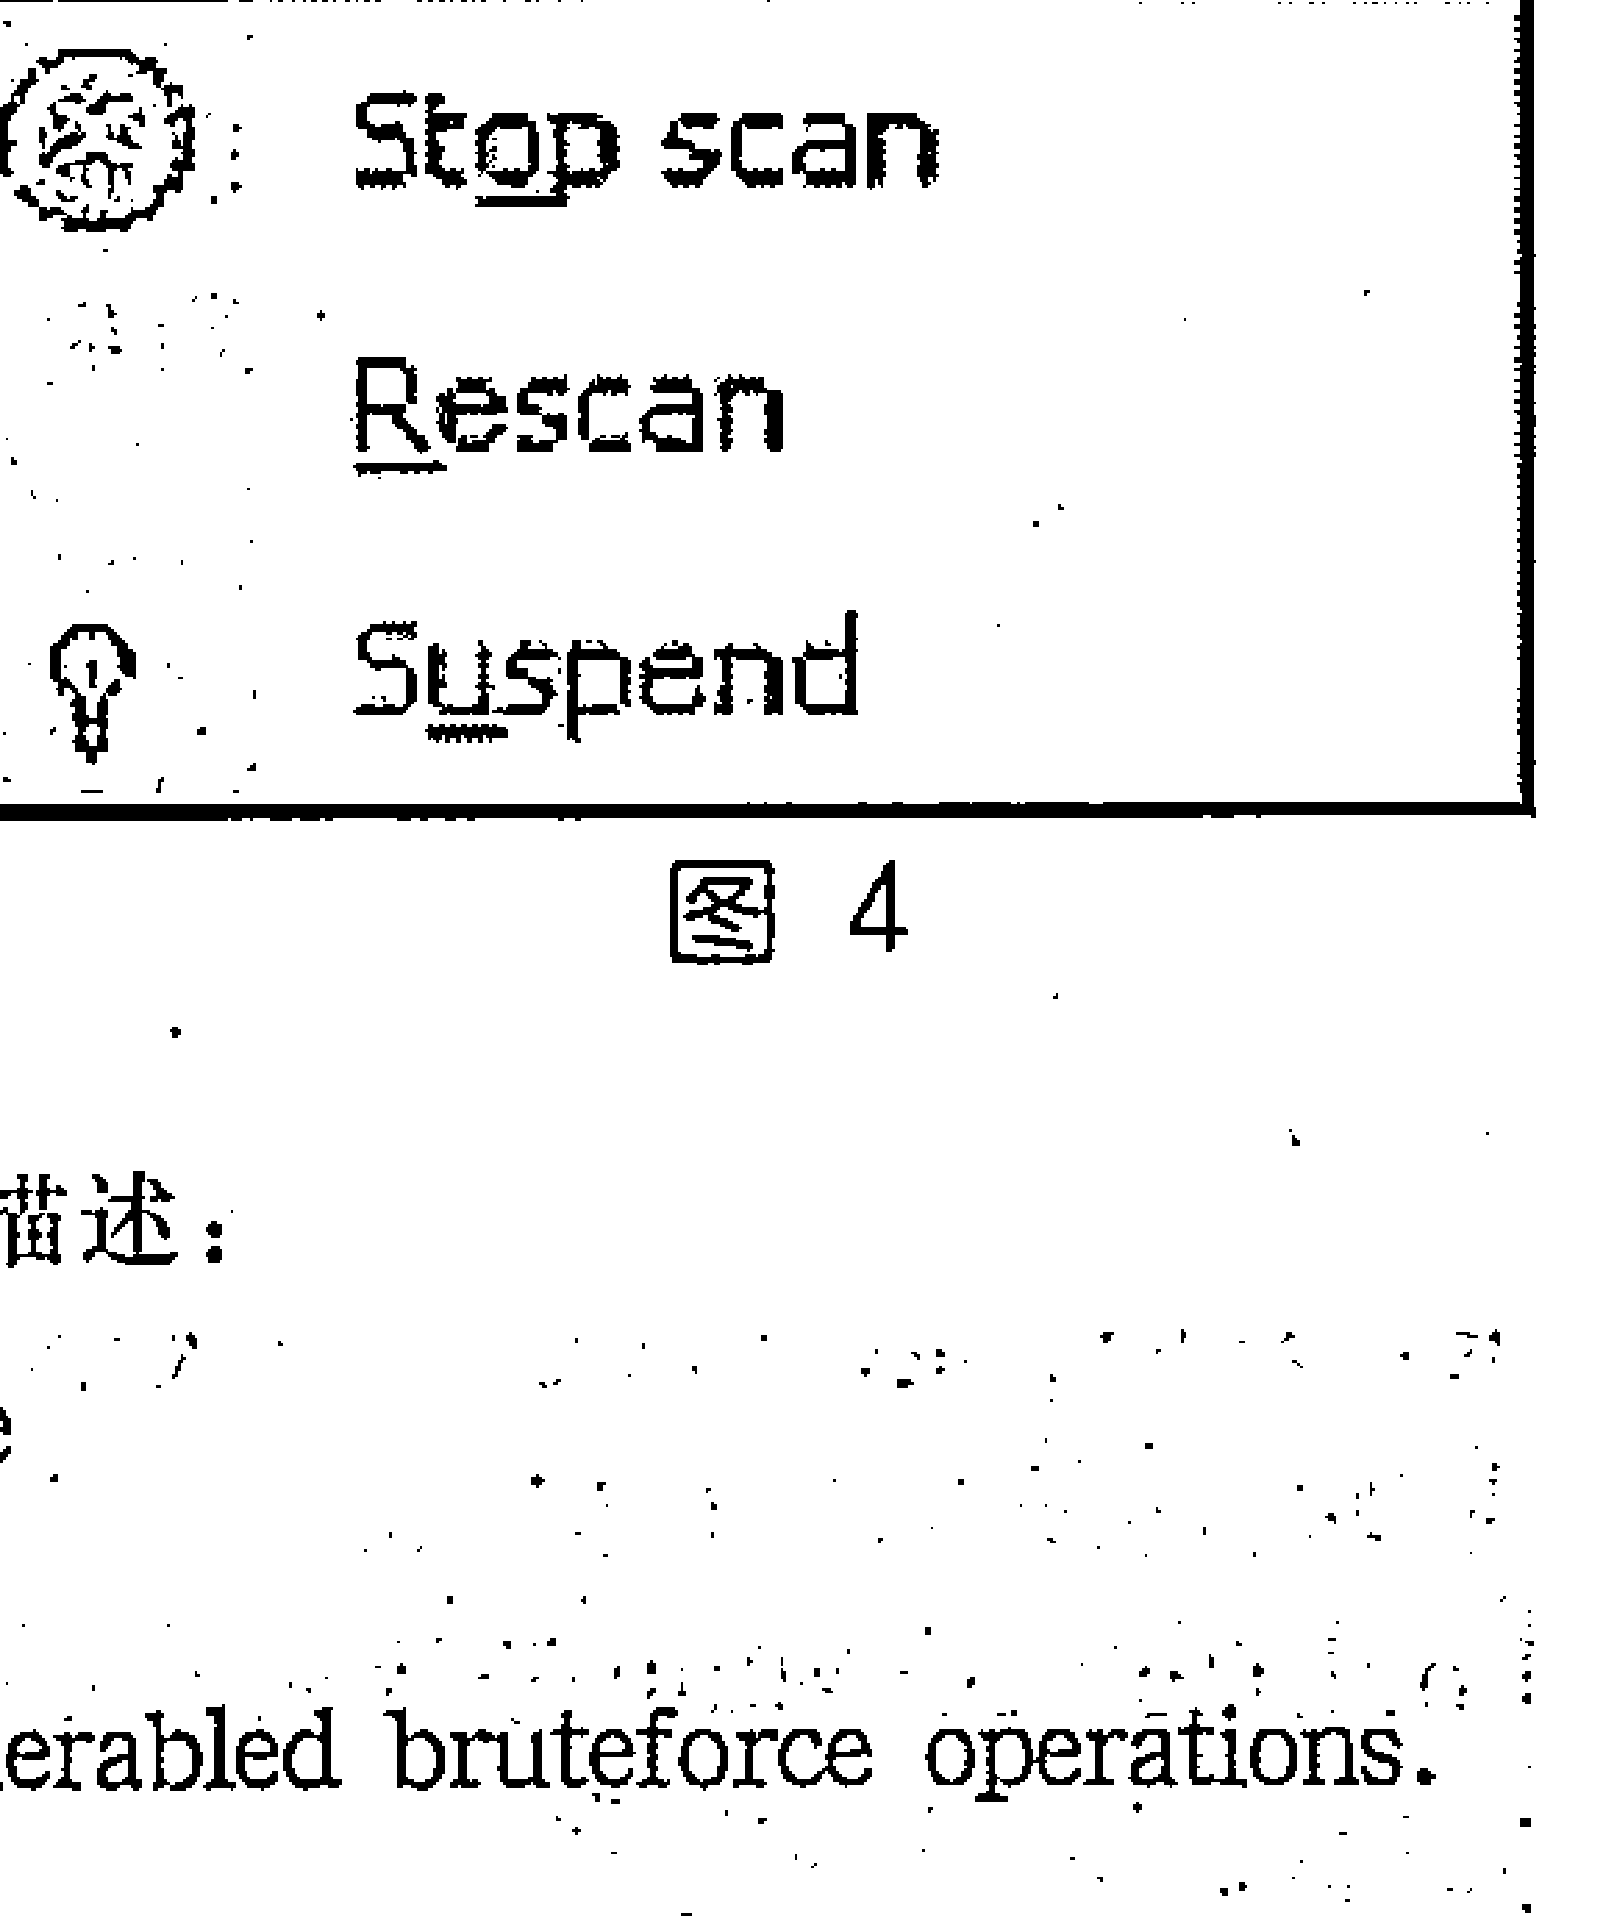 Stop scan
Rescan
Suspend
图 4
描述：
e
erabled bruteforce operations.